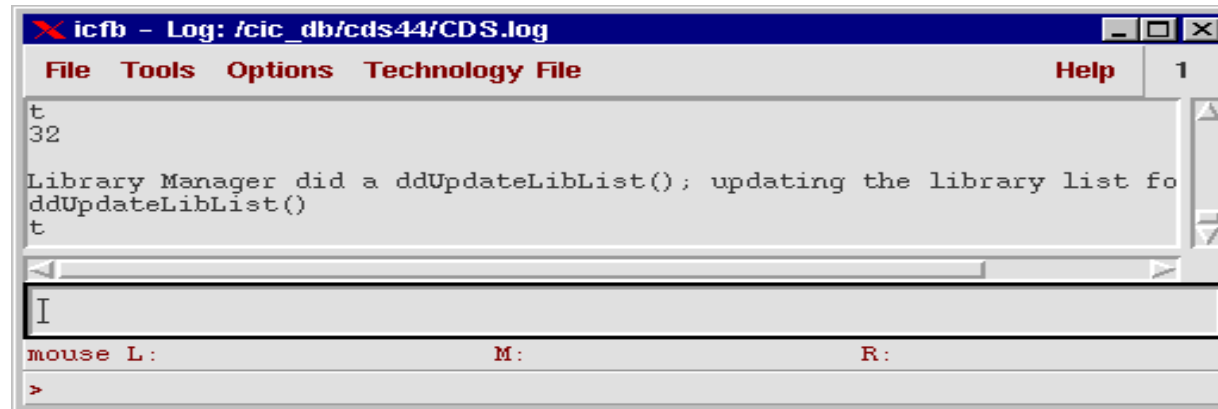 icfb - Log: /cic_db/cds44/CDS.log
File Tools Options Technology File Help 1
t
32
Library Manager did a ddUpdateLibList(); updating the library list fo
ddUpdateLibList()
t
mouse L: M: R:
>